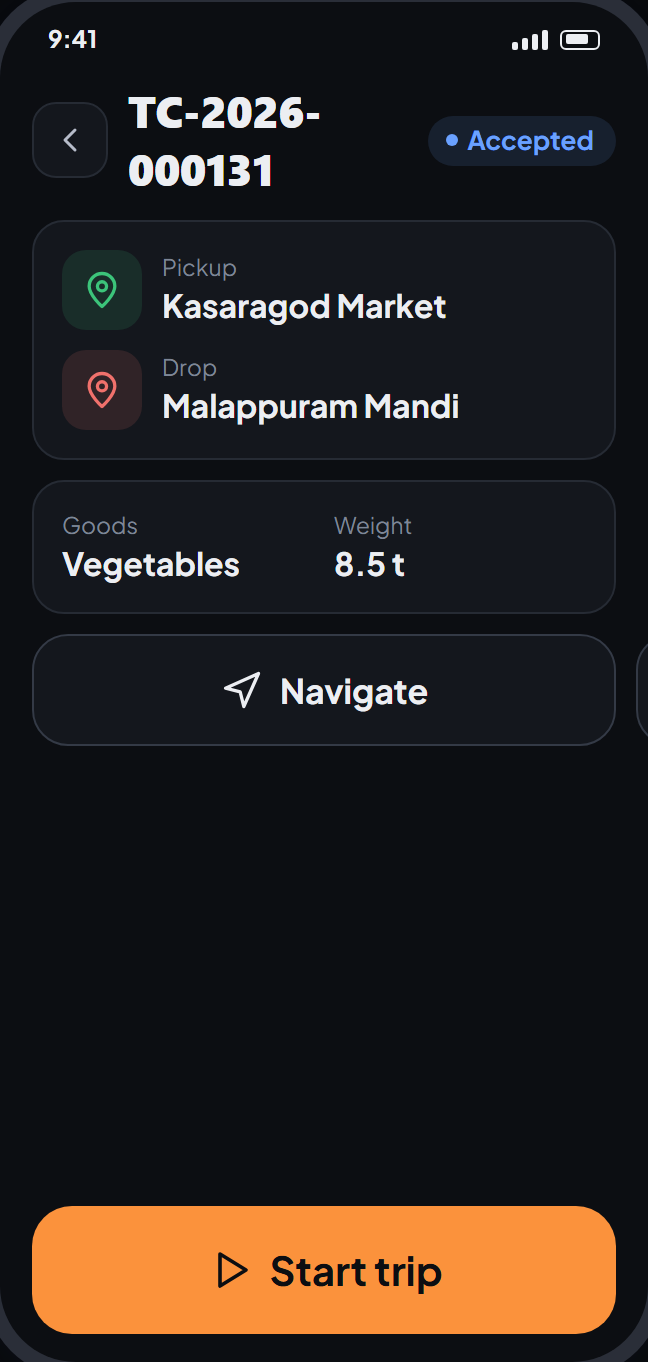 9:41
TC-2026-
000131
Accepted
Pickup
Kasaragod Market
Drop
Malappuram Mandi
Goods
Weight
Vegetables
8.5 t
Navigate
Start trip